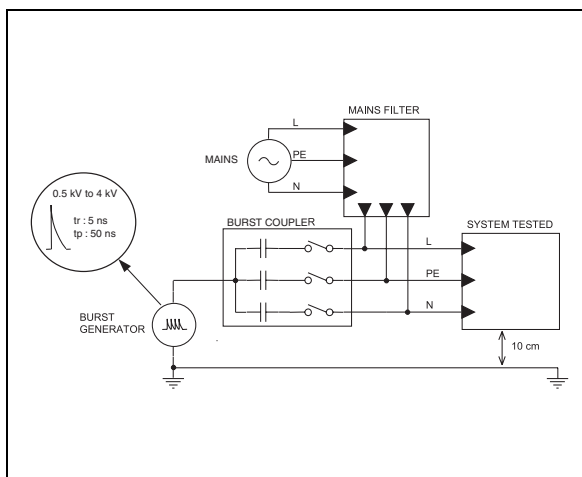 MAINS FILTER
L
MAINS
PE
N
0.5 kV to 4 kV
tr : 5 ns
tp : 50 ns
BURST COUPLER
SYSTEM TESTED
L
PE
N
BURST
GENERATOR
10 cm